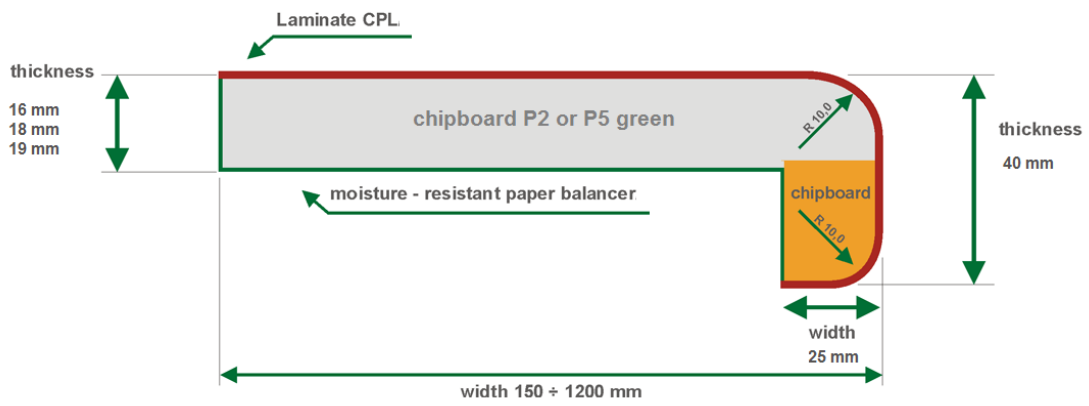 Laminate CPL.
thickness
16 mm
18 mm
19 mm
chipboard P2 or P5 green
R 10,0
thickness
40 mm
moisture - resistant paper balancer.
chipboard
R 10,0
width
25 mm
width 150 ÷ 1200 mm